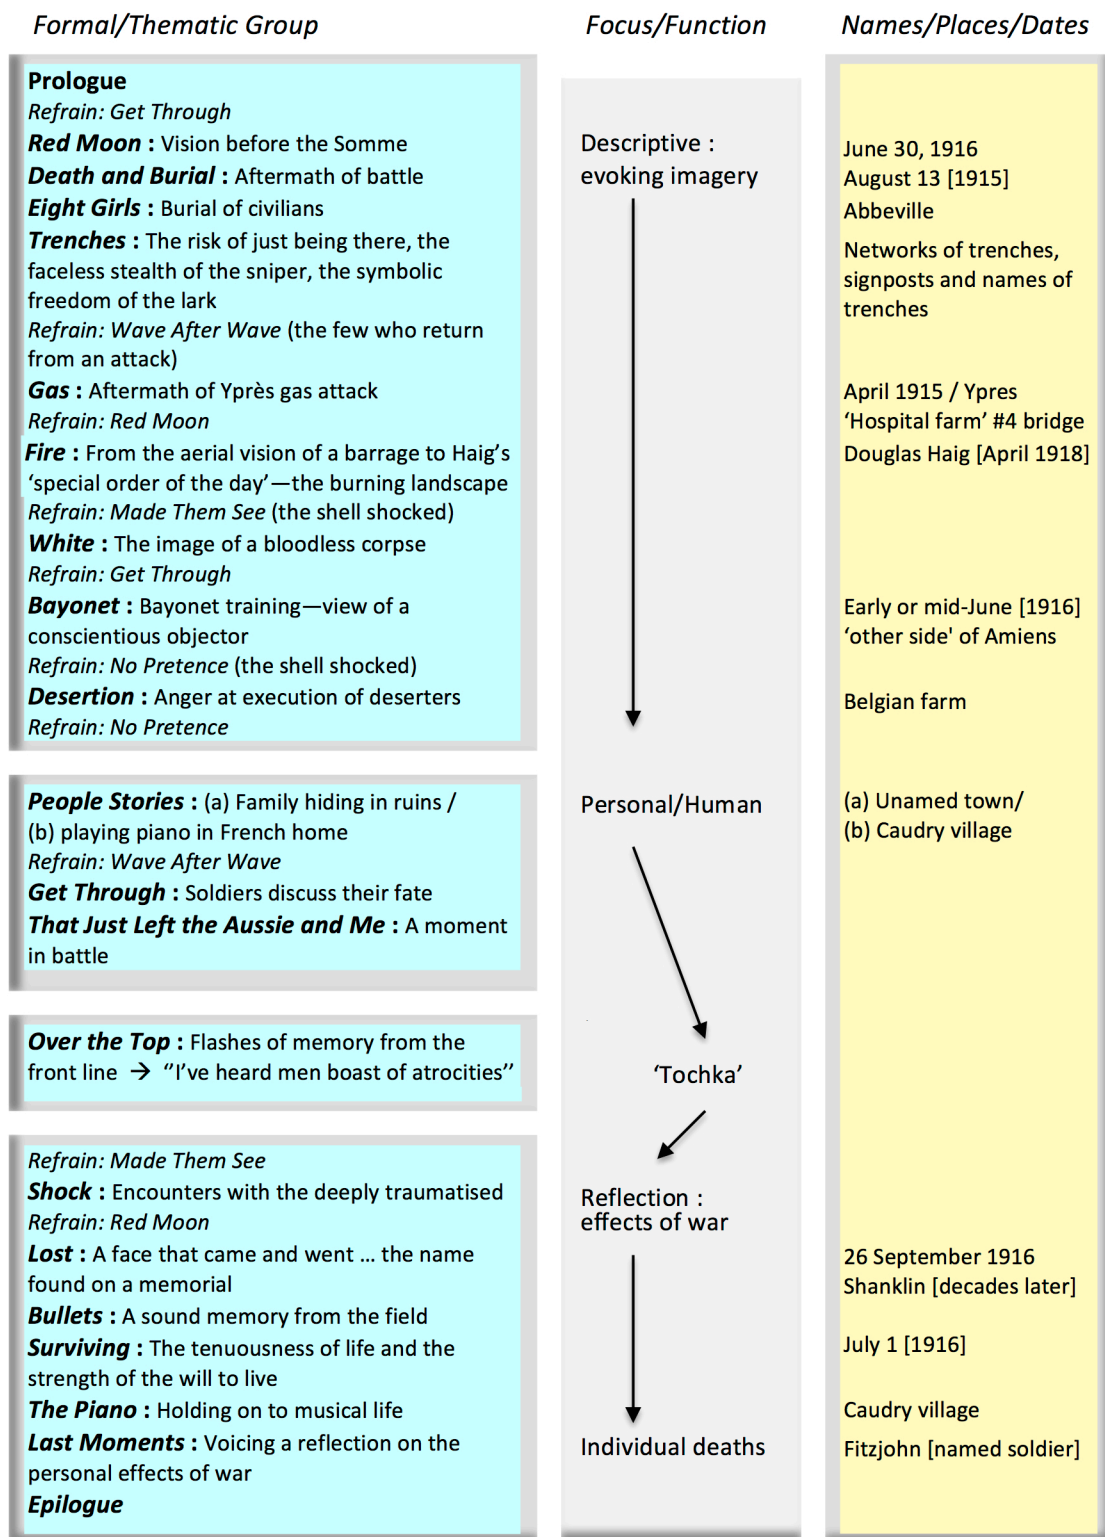 Formal/Thematic Group
Focus/Function
Names/Places/Dates
Prologue
Refrain: Get Through
Red Moon : Vision before the Somme
Death and Burial : Aftermath of battle
Eight Girls : Burial of civilians
Trenches : The risk of just being there, the
faceless stealth of the sniper, the symbolic
freedom of the lark
Refrain: Wave After Wave (the few who return
from an attack)
Gas : Aftermath of Yprès gas attack
Refrain: Red Moon
Fire : From the aerial vision of a barrage to Haig’s
‘special order of the day’—the burning landscape
Refrain: Made Them See (the shell shocked)
White : The image of a bloodless corpse
Refrain: Get Through
Bayonet : Bayonet training—view of a
conscientious objector
Refrain: No Pretence (the shell shocked)
Desertion : Anger at execution of deserters
Refrain: No Pretence
Descriptive :
evoking imagery
June 30, 1916
August 13 [1915]
Abbeville
Networks of trenches,
signposts and names of
trenches
April 1915 / Ypres
‘Hospital farm’ #4 bridge
Douglas Haig [April 1918]
Early or mid-June [1916]
‘other side' of Amiens
Belgian farm
People Stories : (a) Family hiding in ruins /
(b) playing piano in French home
Refrain: Wave After Wave
Get Through : Soldiers discuss their fate
That Just Left the Aussie and Me : A moment
in battle
Personal/Human
(a) Unamed town/
(b) Caudry village
Over the Top : Flashes of memory from the
front line → ‘’I’ve heard men boast of atrocities’’
‘Tochka’
Refrain: Made Them See
Shock : Encounters with the deeply traumatised
Refrain: Red Moon
Lost : A face that came and went … the name
found on a memorial
Bullets : A sound memory from the field
Surviving : The tenuousness of life and the
strength of the will to live
The Piano : Holding on to musical life
Last Moments : Voicing a reflection on the
personal effects of war
Epilogue
Reflection :
effects of war
Individual deaths
26 September 1916
Shanklin [decades later]
July 1 [1916]
Caudry village
Fitzjohn [named soldier]